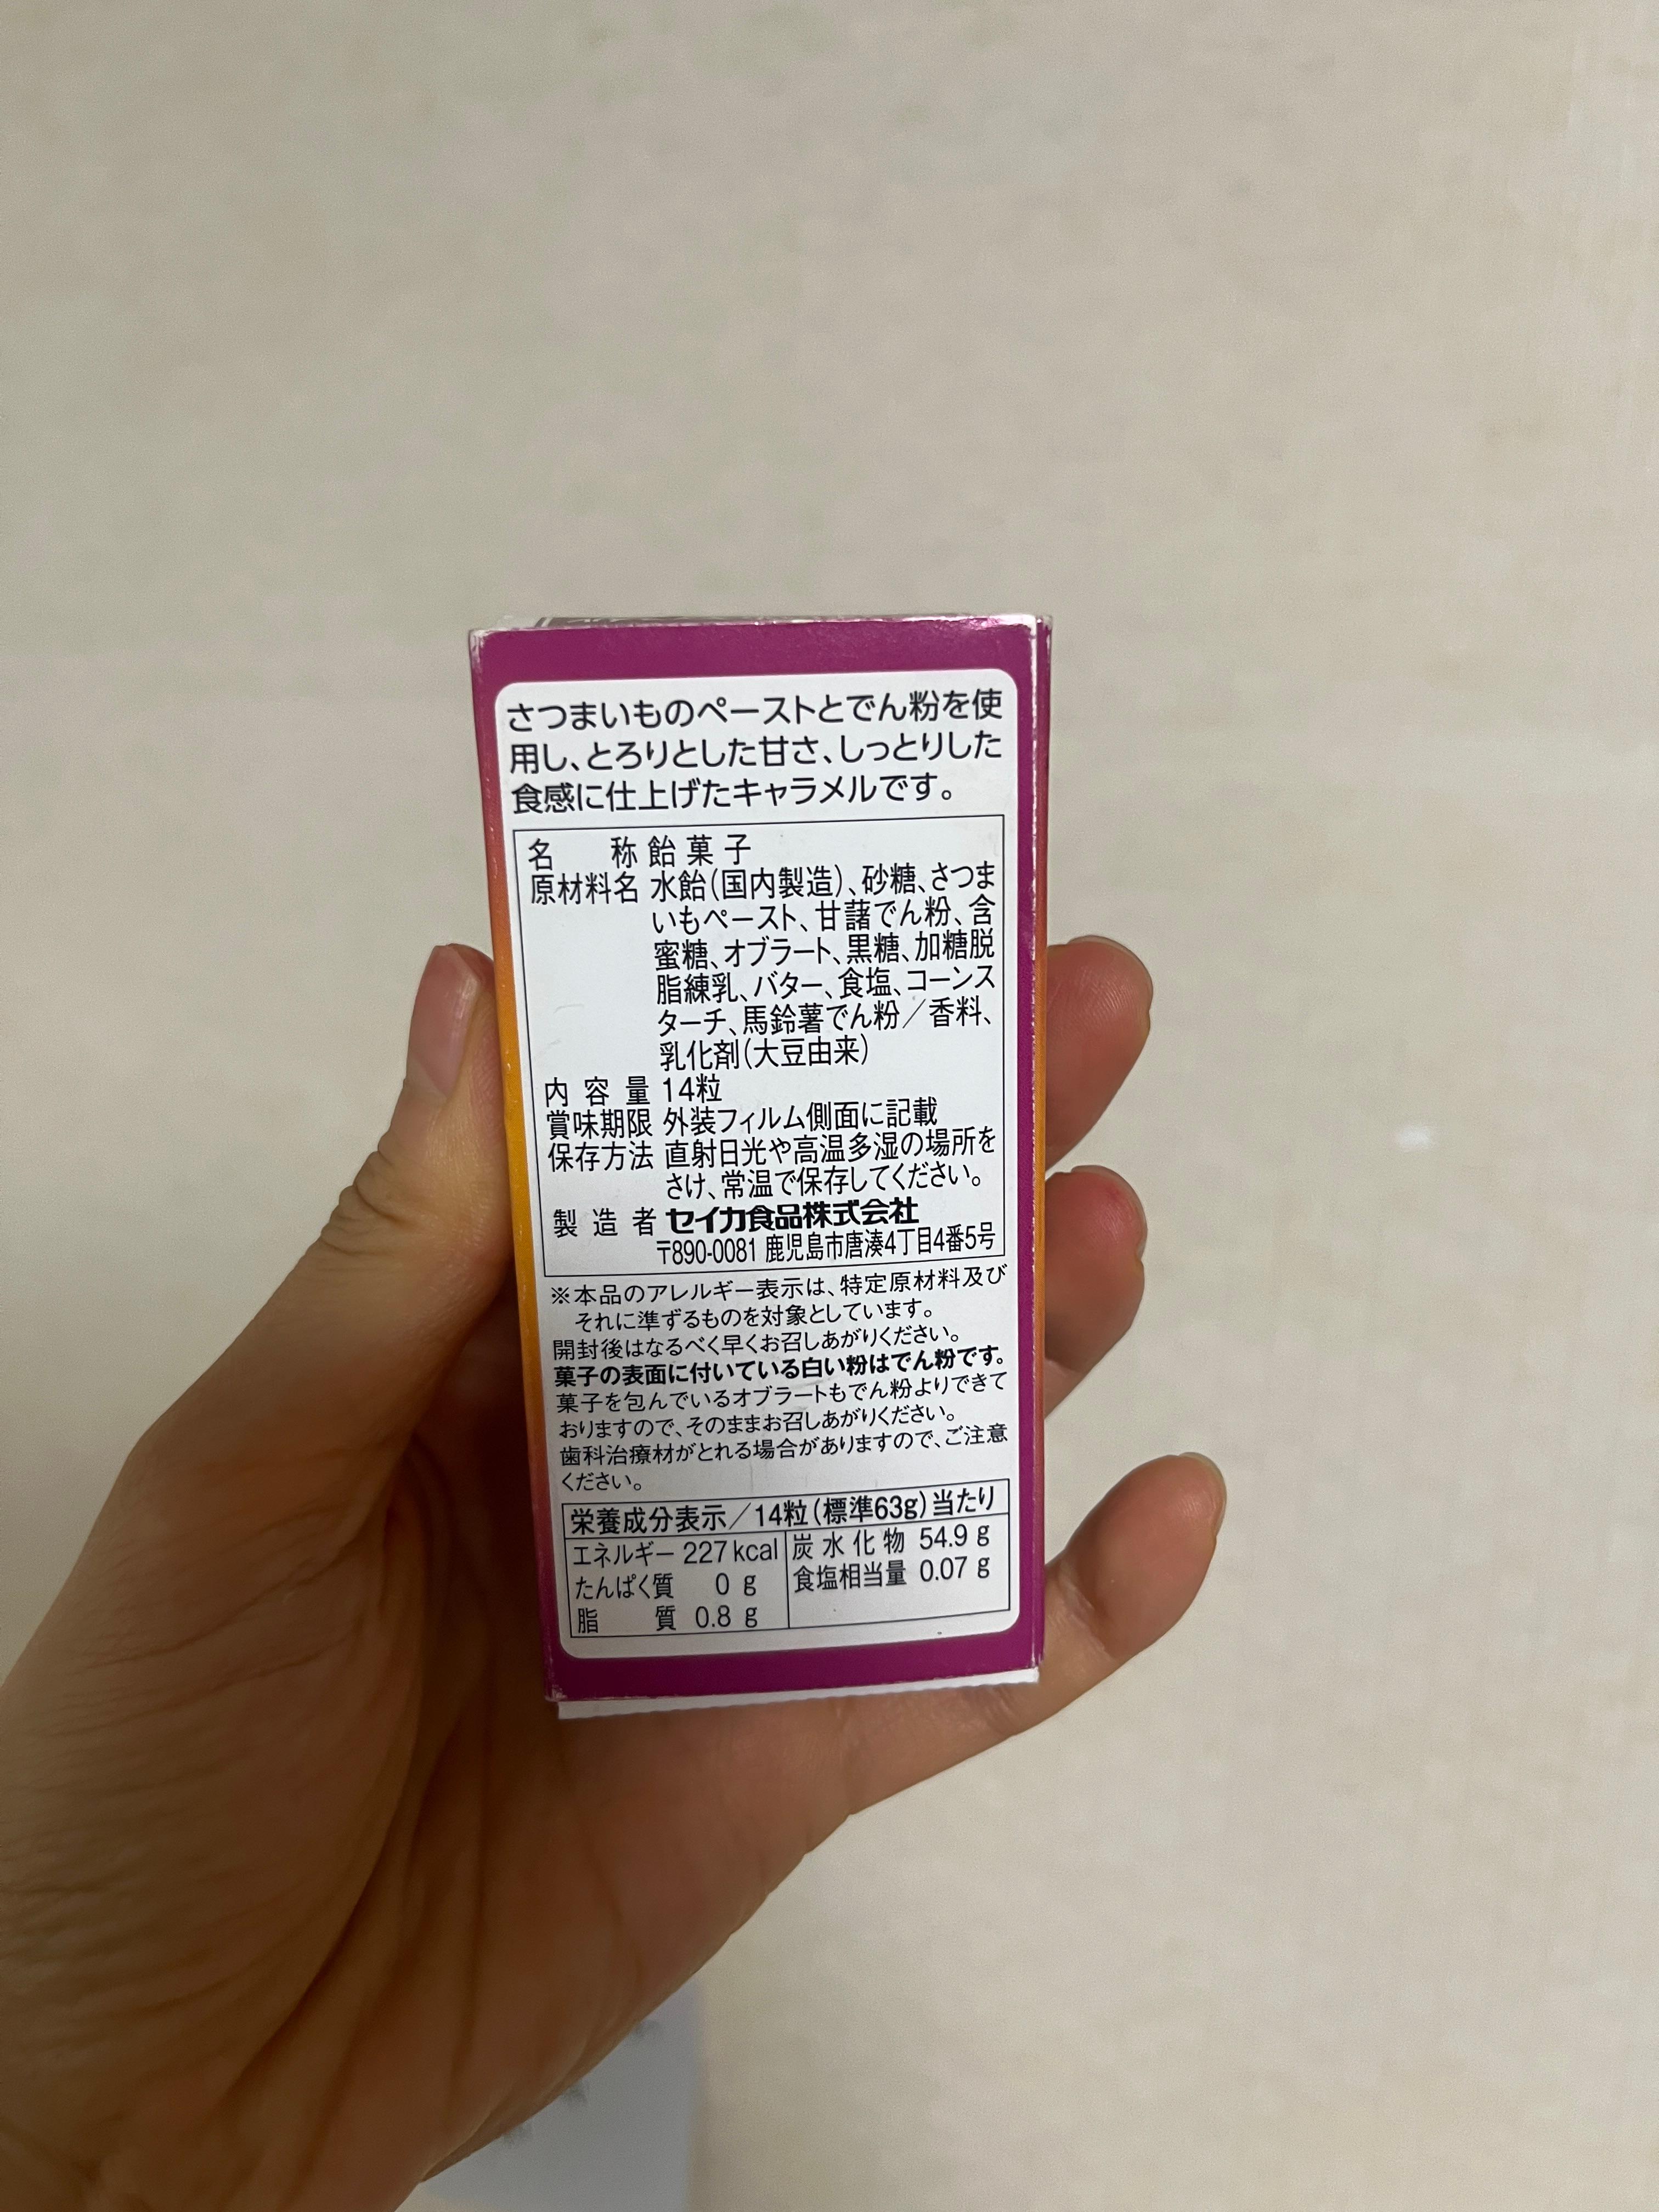 さつまいものペーストとでん粉を使
用し、とろりとした甘さ、しっとりした
食感に仕上げたキャラメルです。
名称 飴菓子
原材料名 水飴(国内製造)、砂糖、さつま
いもペースト、甘藷でん粉、含
蜜糖、オブラート、黒糖、加糖脱
脂練乳、バター、食塩、コーンス
ターチ、馬鈴薯でん粉/香料、
乳化剤(大豆由来)
内容量 14粒
賞味期限 外装フィルム側面に記載
保存方法 直射日光や高温多湿の場所を
さけ、常温で保存してください。
製造者 セイカ食品株式会社
〒890-0081 鹿児島市唐湊4丁目4番5号
※本品のアレルギー表示は、特定原材料及び
それに準ずるものを対象としています。
開封後はなるべく早くお召しあがりください。
菓子の表面に付いている白い粉はでん粉です。
菓子を包んでいるオブラートもでん粉よりできて
おりますので、そのままお召しあがりください。
歯科治療材がとれる場合がありますので、ご注意
ください。
栄養成分表示/14粒(標準63g)当たり
エネルギー 227kcal 炭水化物 54.9g
たんぱく質 0g 食塩相当量 0.07g
脂質 0.8g